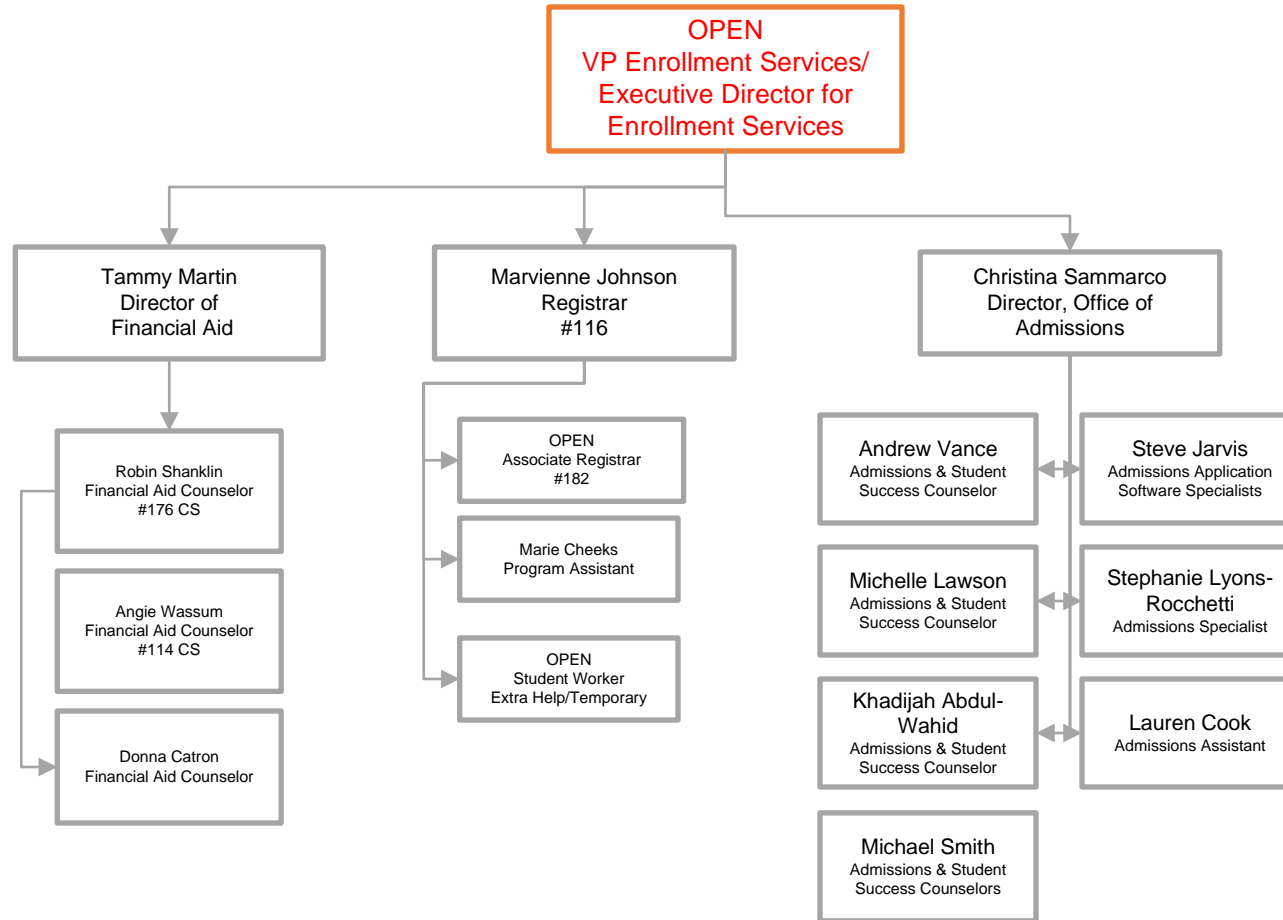 OPEN
VP Enrollment Services/
Executive Director for
Enrollment Services
Tammy Martin
Director of
Financial Aid
Marvienne Johnson
Registrar
#116
Christina Sammarco
Director, Office of
Admissions
Robin Shanklin
Financial Aid Counselor
#176 CS
Angie Wassum
Financial Aid Counselor
#114 CS
Donna Catron
Financial Aid Counselor
OPEN
Associate Registrar
#182
Marie Cheeks
Program Assistant
OPEN
Student Worker
Extra Help/Temporary
Andrew Vance
Admissions & Student
Success Counselor
Steve Jarvis
Admissions Application
Software Specialists
Michelle Lawson
Admissions & Student
Success Counselor
Stephanie Lyons-
Rocchetti
Admissions Specialist
Khadijah Abdul-
Wahid
Admissions & Student
Success Counselor
Lauren Cook
Admissions Assistant
Michael Smith
Admissions & Student
Success Counselors